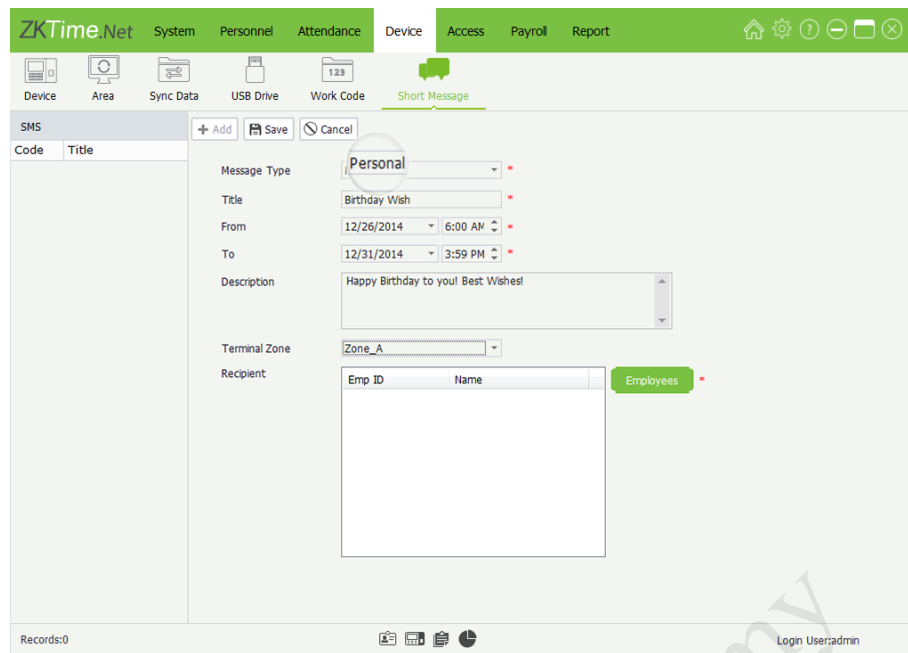 ZKTime.Net System Personnel Attendance Device Access Payroll Report
123
Device Area Sync Data USB Drive Work Code Short Message
SMS
Add Save Cancel
Code Title
Message Type Personal *
Title Birthday Wish *
From 12/26/2014 6:00 AM *
To 12/31/2014 3:59 PM *
Description Happy Birthday to you! Best Wishes!
Terminal Zone Zone_A
Recipient
Emp ID Name
Employees *
Records:0
Login User:admin